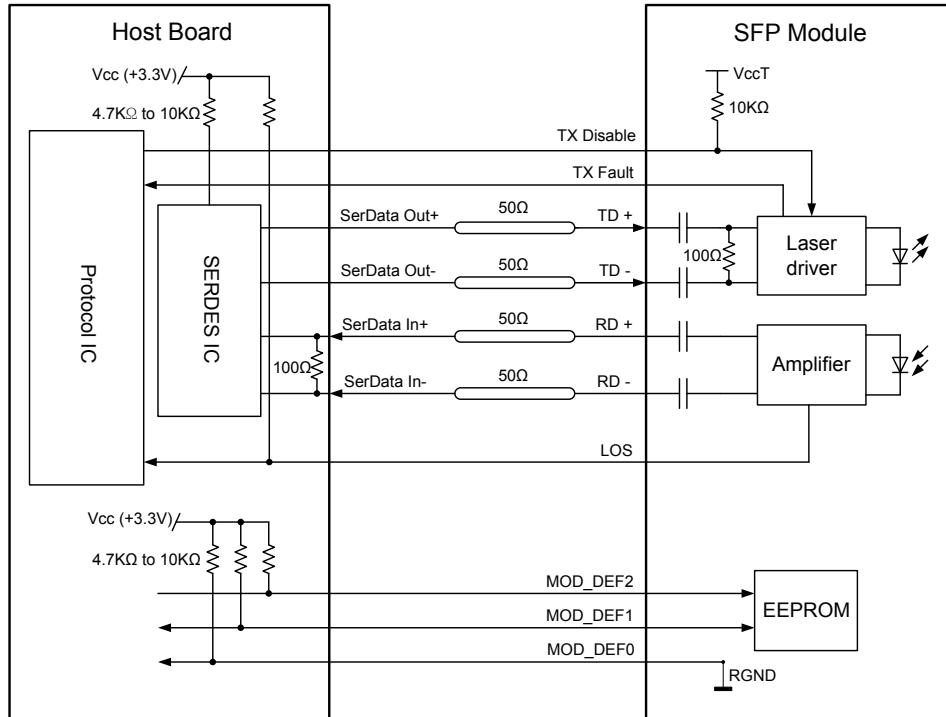 Host Board
SFP Module
Vcc (+3.3V)
4.7KΩ to 10KΩ
VccT
10KΩ
TX Disable
TX Fault
Protocol IC
SERDES IC
SerData Out+
50Ω
TD +
SerData Out-
50Ω
TD -
100Ω
Laser
driver
SerData In+
50Ω
RD +
100Ω
SerData In-
50Ω
RD -
Amplifier
LOS
Vcc (+3.3V)
4.7KΩ to 10KΩ
MOD_DEF2
MOD_DEF1
MOD_DEF0
EEPROM
RGND